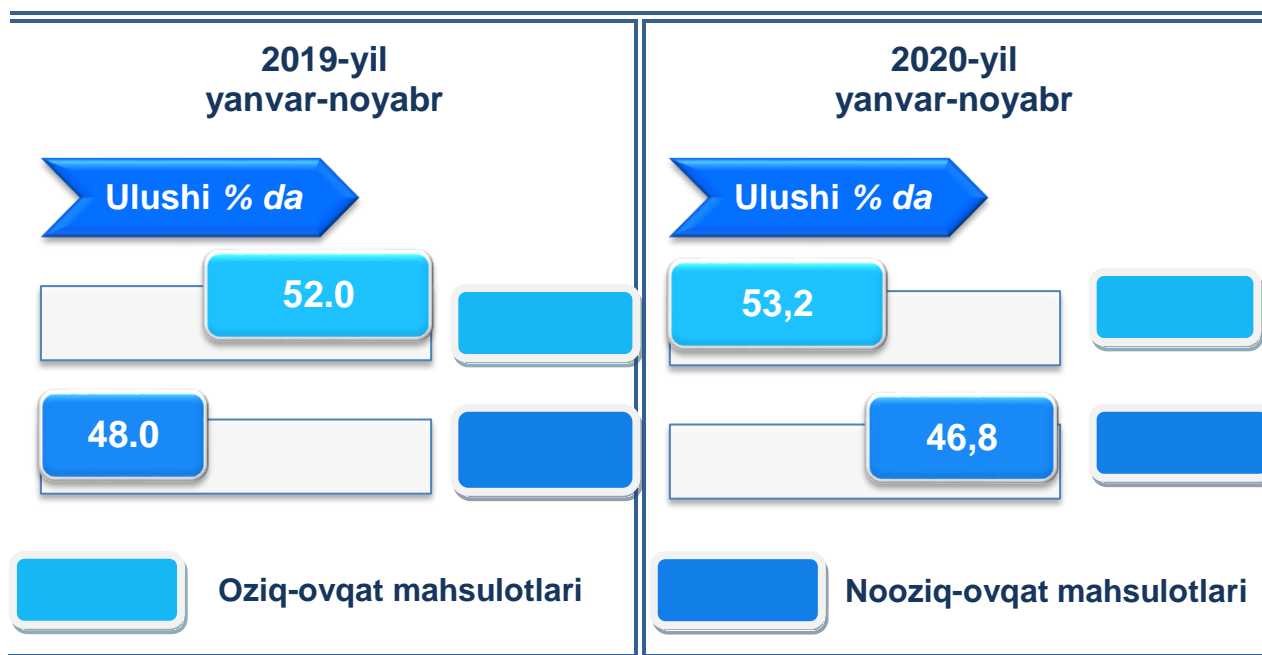 2019-yil
yanvar-noyabr
Ulushi % da
52.0
48.0
Oziq-ovqat mahsulotlari
2020-yil
yanvar-noyabr
Ulushi % da
53,2
46,8
Nooziq-ovqat mahsulotlari